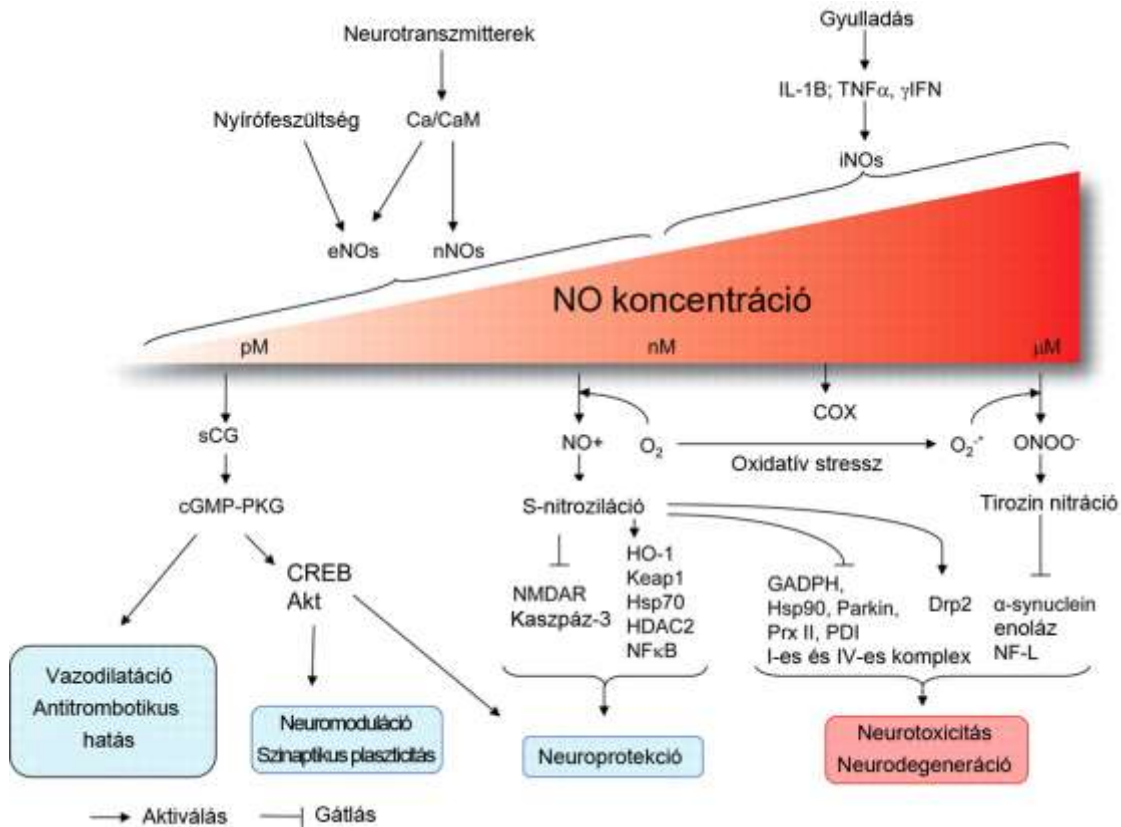 Neurotranszmitterek
Gyulladás
IL-1B; TNFα, γIFN
Nyírófeszültség
Ca/CaM
iNOs
eNOs
nNOs
NO koncentráció
pM
nM
μM
COX
sCG
NO+
O₂
Oxidatív stressz
O₂⁻*
ONOO⁻
cGMP-PKG
S-nitroziláció
Tirozin nitráció
CREB
Akt
NMDAR
Kaszpáz-3
HO-1
Keap1
Hsp70
HDAC2
NFκB
GADPH,
Hsp90, Parkin,
Prx II, PDI
I-es és IV-es komplex
Drp2
α-synuclein
enoláz
NF-L
Vazodilatáció
Antitrombotikus
hatás
Neuromoduláció
Szinaptikus plaszticitás
Neuroprotekció
Neurotoxicitás
Neurodegeneráció
Aktiválás
Gátlás